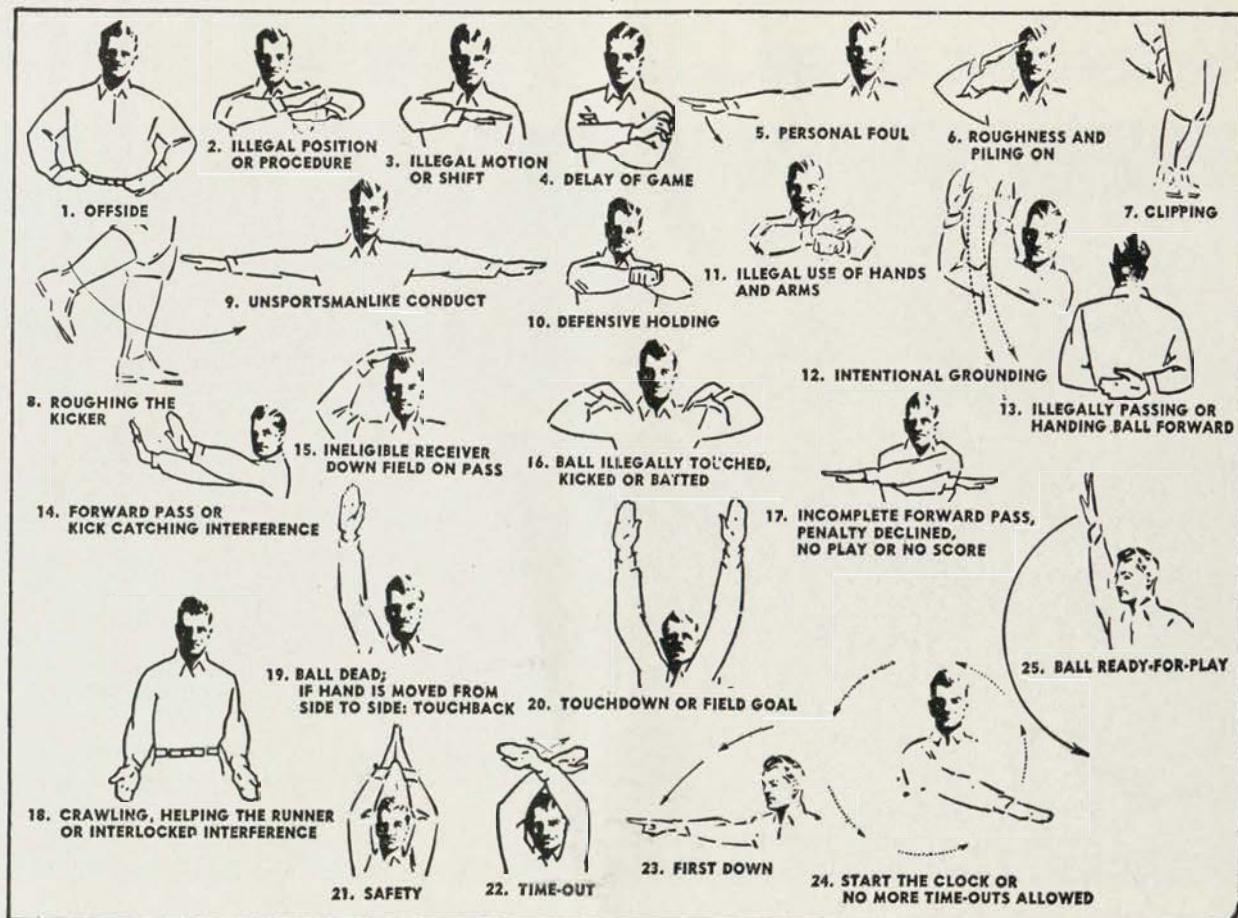 1. OFFSIDE
2. ILLEGAL POSITION
OR PROCEDURE
3. ILLEGAL MOTION
OR SHIFT
4. DELAY OF GAME
5. PERSONAL FOUL
6. ROUGHNESS AND
PILING ON
7. CLIPPING
8. ROUGHING THE
KICKER
9. UNSPORTSMANLIKE CONDUCT
10. DEFENSIVE HOLDING
11. ILLEGAL USE OF HANDS
AND ARMS
12. INTENTIONAL GROUNDING
13. ILLEGALLY PASSING OR
HANDING BALL FORWARD
14. FORWARD PASS OR
KICK CATCHING INTERFERENCE
15. INELIGIBLE RECEIVER
DOWN FIELD ON PASS
16. BALL ILLEGALLY TOUCHED,
KICKED OR BATTED
17. INCOMPLETE FORWARD PASS,
PENALTY DECLINED,
NO PLAY OR NO SCORE
18. CRAWLING, HELPING THE RUNNER
OR INTERLOCKED INTERFERENCE
19. BALL DEAD;
IF HAND IS MOVED FROM
SIDE TO SIDE: TOUCHBACK
20. TOUCHDOWN OR FIELD GOAL
21. SAFETY
22. TIME-OUT
23. FIRST DOWN
24. START THE CLOCK OR
NO MORE TIME-OUTS ALLOWED
25. BALL READY-FOR-PLAY